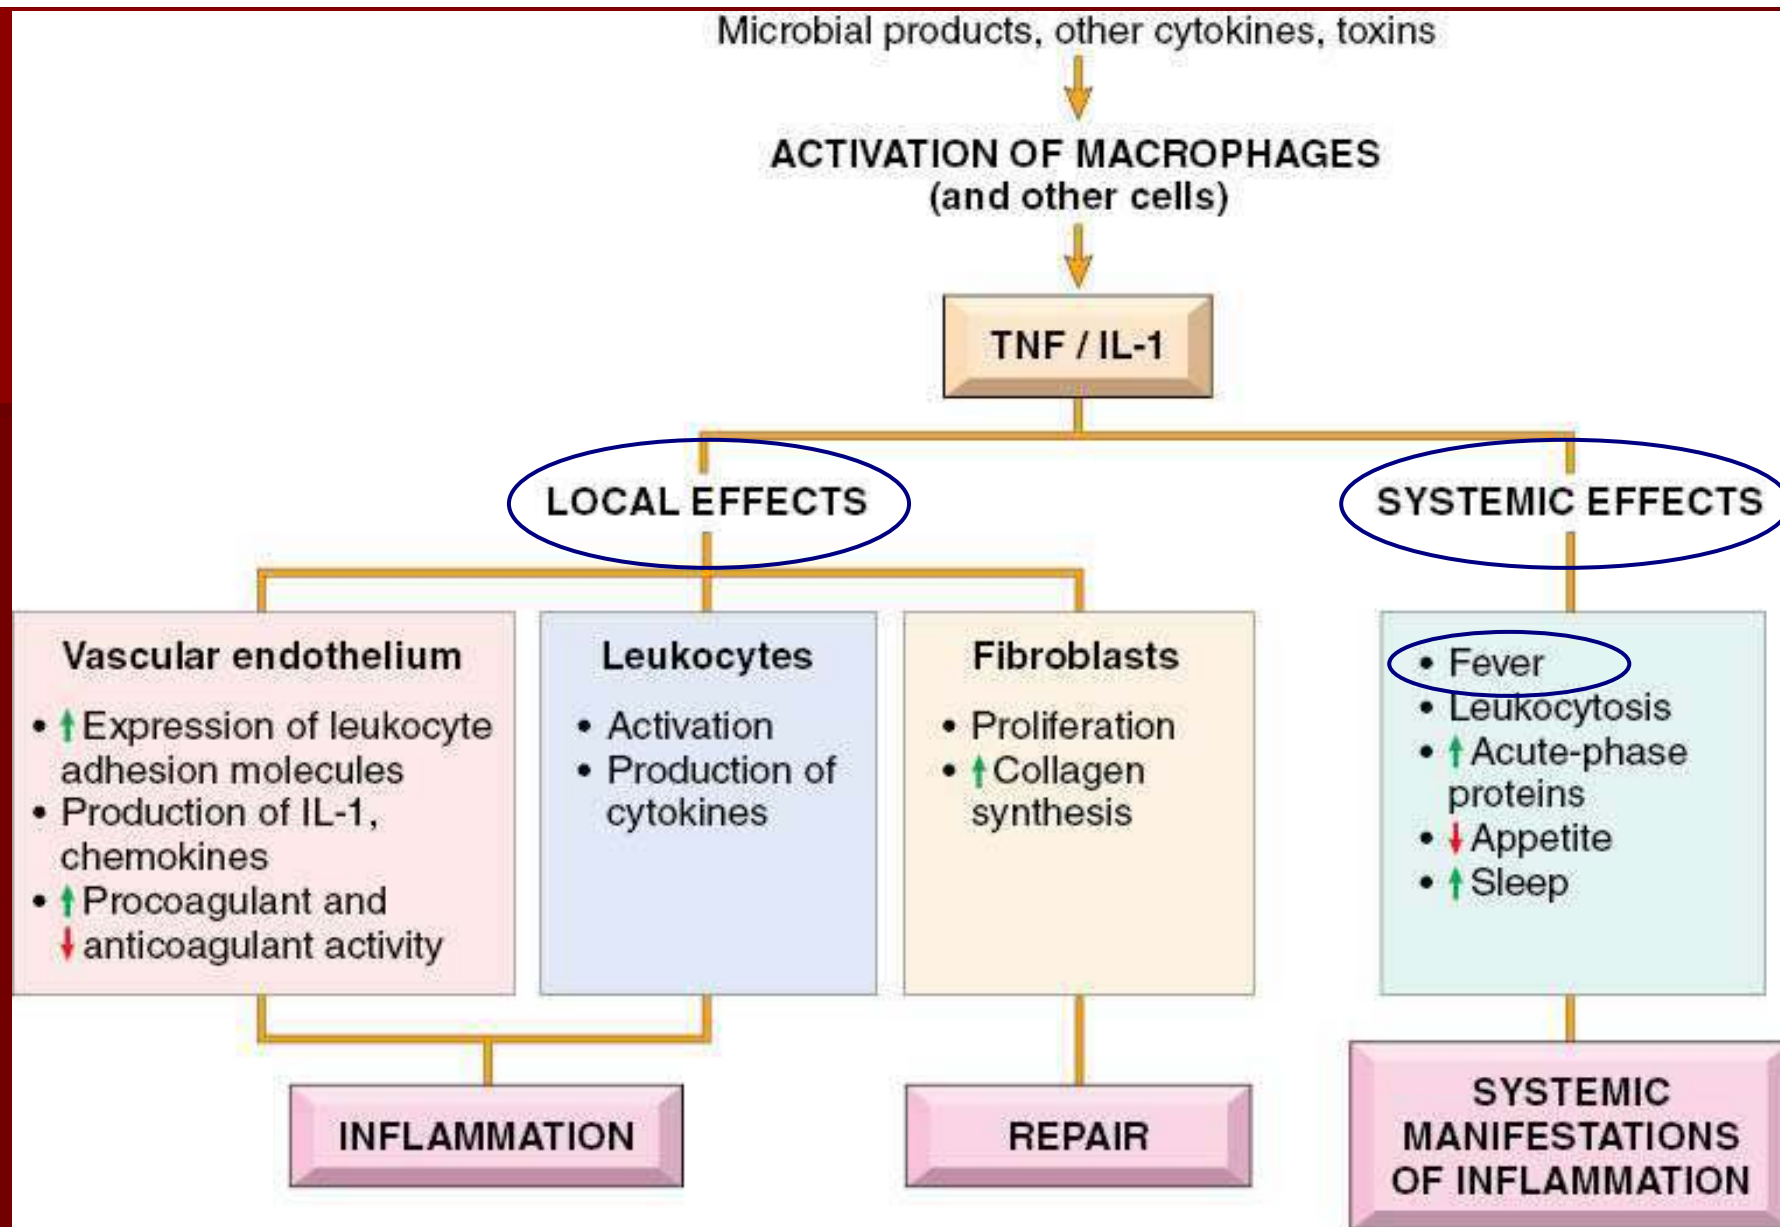 Microbial products, other cytokines, toxins
ACTIVATION OF MACROPHAGES
(and other cells)
TNF / IL-1
LOCAL EFFECTS
SYSTEMIC EFFECTS
Vascular endothelium
• ↑ Expression of leukocyte
adhesion molecules
• Production of IL-1,
chemokines
• ↑ Procoagulant and
↓ anticoagulant activity
Leukocytes
• Activation
• Production of
cytokines
Fibroblasts
• Proliferation
• ↑ Collagen
synthesis
• Fever
• Leukocytosis
• ↑ Acute-phase
proteins
• ↓ Appetite
• ↑ Sleep
INFLAMMATION
REPAIR
SYSTEMIC
MANIFESTATIONS
OF INFLAMMATION